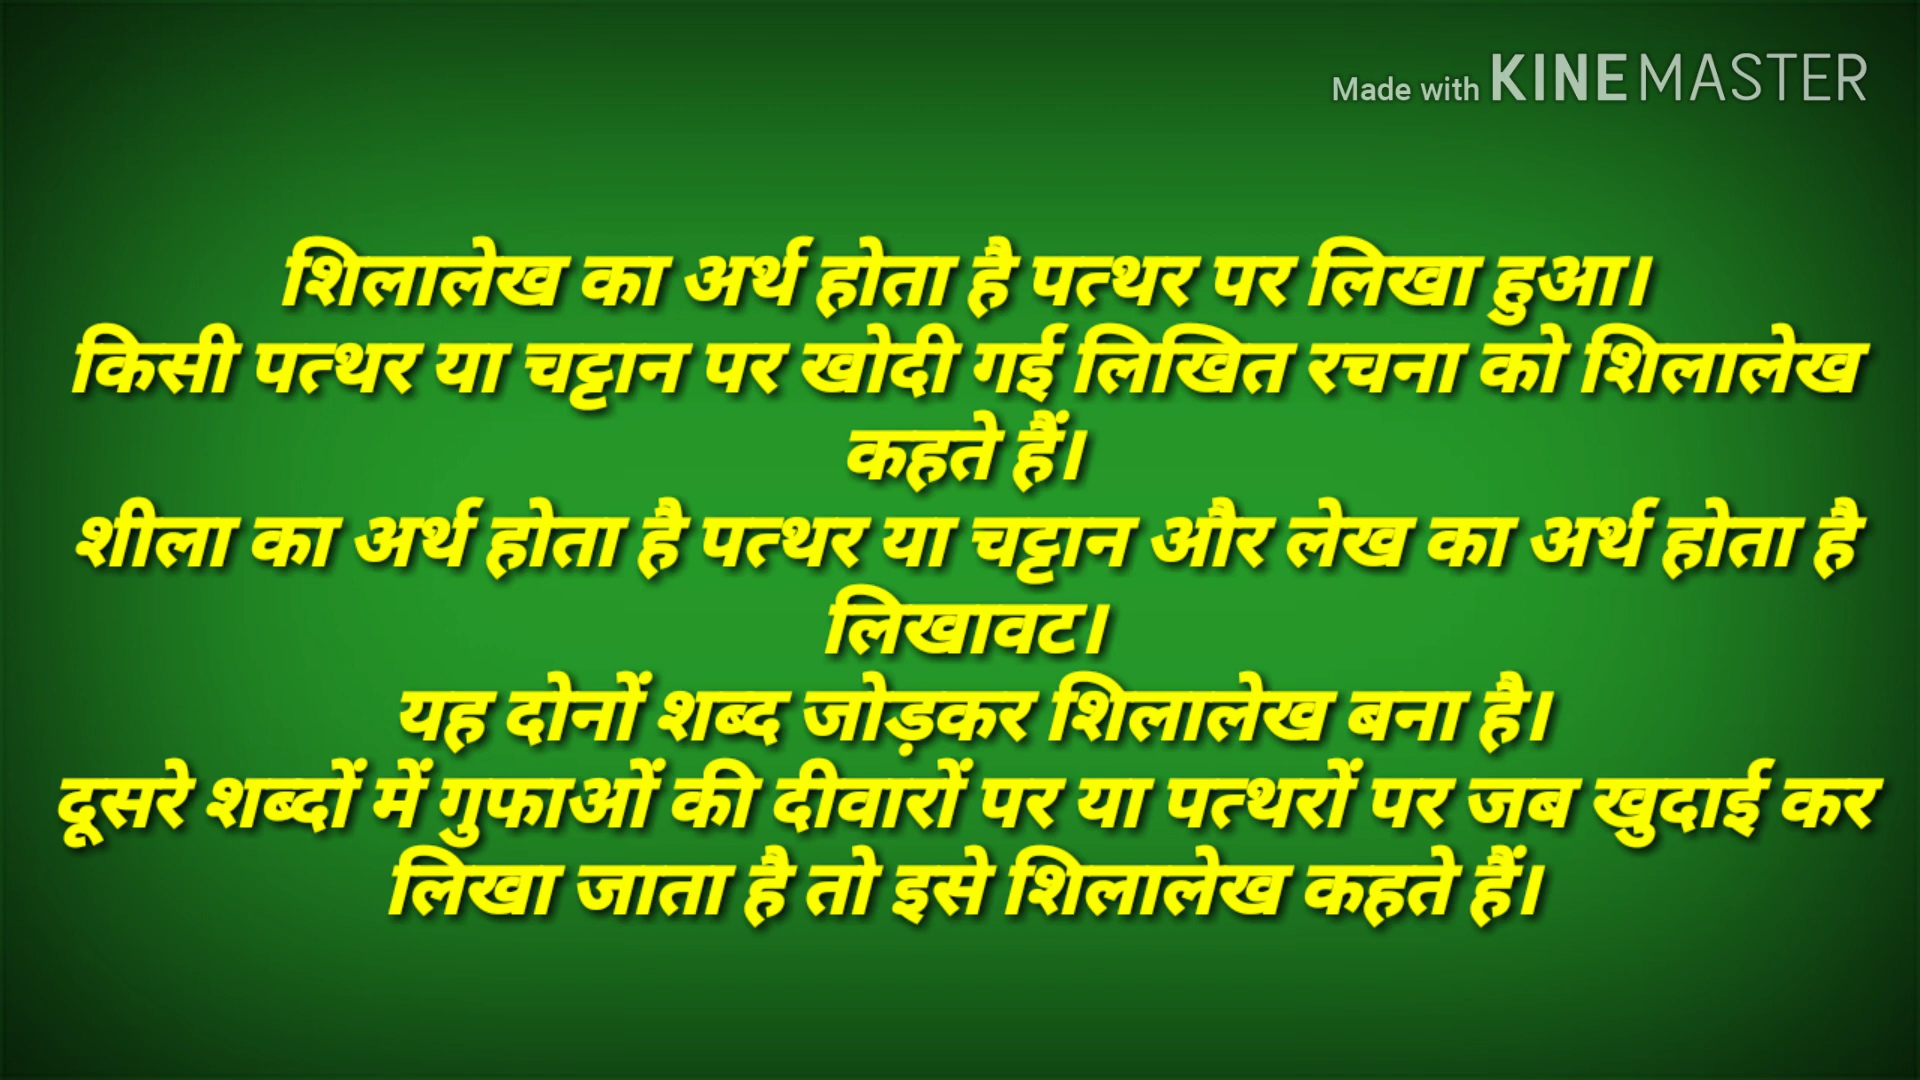 Made with KINEMASTER
शिलालेख का अर्थ होता है पत्थर पर लिखा हुआ।
किसी पत्थर या चट्टान पर खोदी गई लिखित रचना को शिलालेख
कहते हैं।
शीला का अर्थ होता है पत्थर या चट्टान और लेख का अर्थ होता है
लिखावट।
यह दोनों शब्द जोड़कर शिलालेख बना है।
दूसरे शब्दों में गुफाओं की दीवारों पर या पत्थरों पर जब खुदाई कर
लिखा जाता है तो इसे शिलालेख कहते हैं।